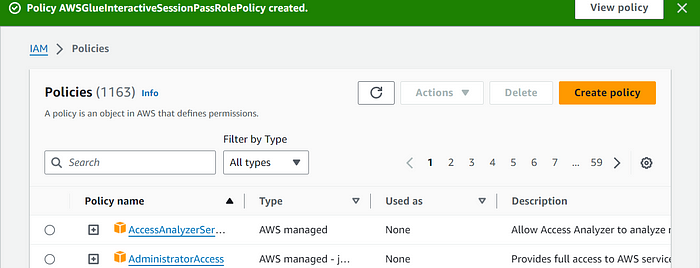 Policy AWSGlueInteractiveSessionPassRolePolicy created.
View policy
IAM > Policies
Policies (1163) Info
Actions
Delete
Create policy
A policy is an object in AWS that defines permissions.
Filter by Type
Search
All types
1 2 3 4 5 6 7 ... 59
Policy name Type Used as Description
AccessAnalyzerSer... AWS managed None Allow Access Analyzer to analyze
AdministratorAccess AWS managed - j... None Provides full access to AWS service